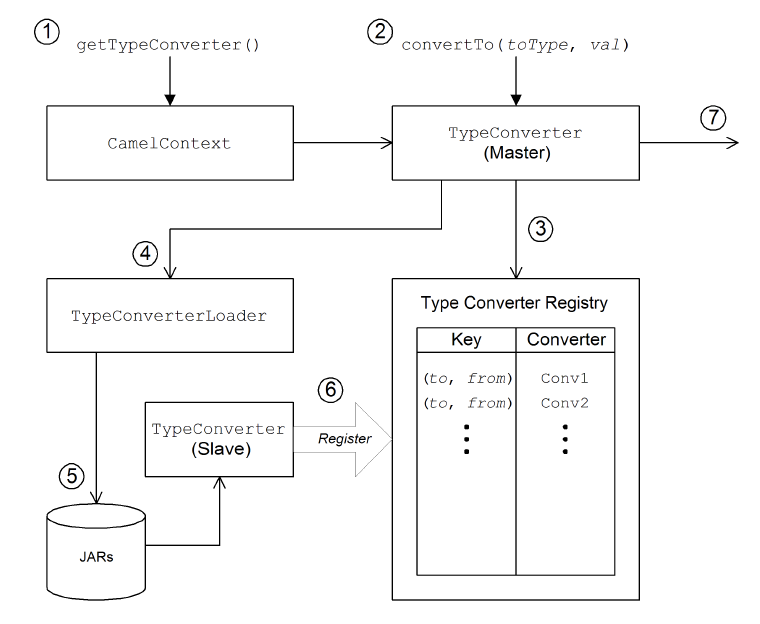 ①
getTypeConverter()
②
convertTo(toType, val)
CamelContext
TypeConverter
(Master)
⑦
③
④
TypeConverterLoader
Type Converter Registry
Key
Converter
(to, from)
Conv1
(to, from)
Conv2
⑥
TypeConverter
(Slave)
Register
⑤
JARs